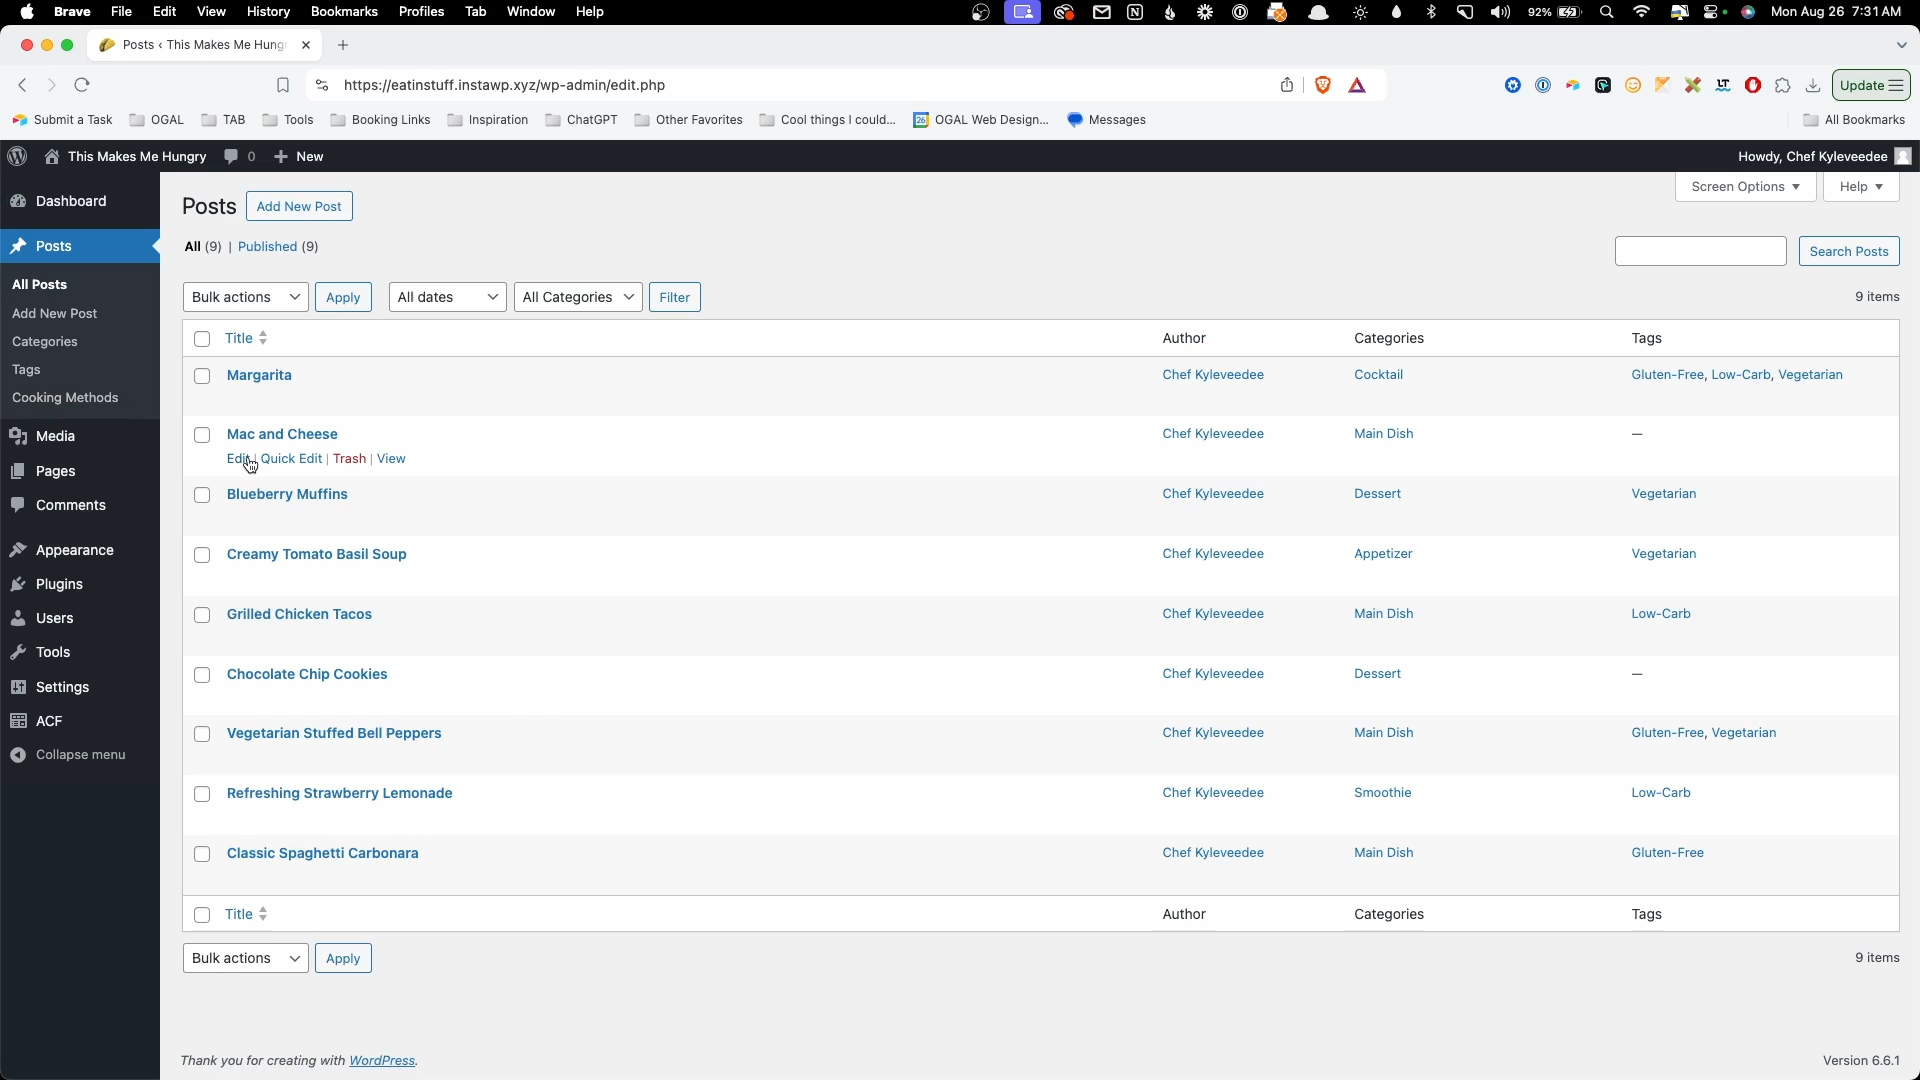 Brave File Edit View History Bookmarks Profiles Tab Window Help 92% Mon Aug 26 7:31 AM
Posts ‹ This Makes Me Hungr
https://eatinstuff.instawp.xyz/wp-admin/edit.php Update
Submit a Task OGAL TAB Tools Booking Links Inspiration ChatGPT Other Favorites Cool things I could... OGAL Web Design... Messages All Bookmarks
This Makes Me Hungry 0 New Howdy, Chef Kyleveedee
Screen Options Help
Dashboard
Posts
All Posts
Add New Post
Categories
Tags
Cooking Methods
Media
Pages
Comments
Appearance
Plugins
Users
Tools
Settings
ACF
Collapse menu
Posts Add New Post
All (9) | Published (9)
Search Posts
Bulk actions Apply All dates All Categories Filter 9 items
Title Author Categories Tags
Margarita Chef Kyleveedee Cocktail Gluten-Free, Low-Carb, Vegetarian
Mac and Cheese Chef Kyleveedee Main Dish —
Edit | Quick Edit | Trash | View
Blueberry Muffins Chef Kyleveedee Dessert Vegetarian
Creamy Tomato Basil Soup Chef Kyleveedee Appetizer Vegetarian
Grilled Chicken Tacos Chef Kyleveedee Main Dish Low-Carb
Chocolate Chip Cookies Chef Kyleveedee Dessert —
Vegetarian Stuffed Bell Peppers Chef Kyleveedee Main Dish Gluten-Free, Vegetarian
Refreshing Strawberry Lemonade Chef Kyleveedee Smoothie Low-Carb
Classic Spaghetti Carbonara Chef Kyleveedee Main Dish Gluten-Free
Title Author Categories Tags
Bulk actions Apply 9 items
Thank you for creating with WordPress. Version 6.6.1